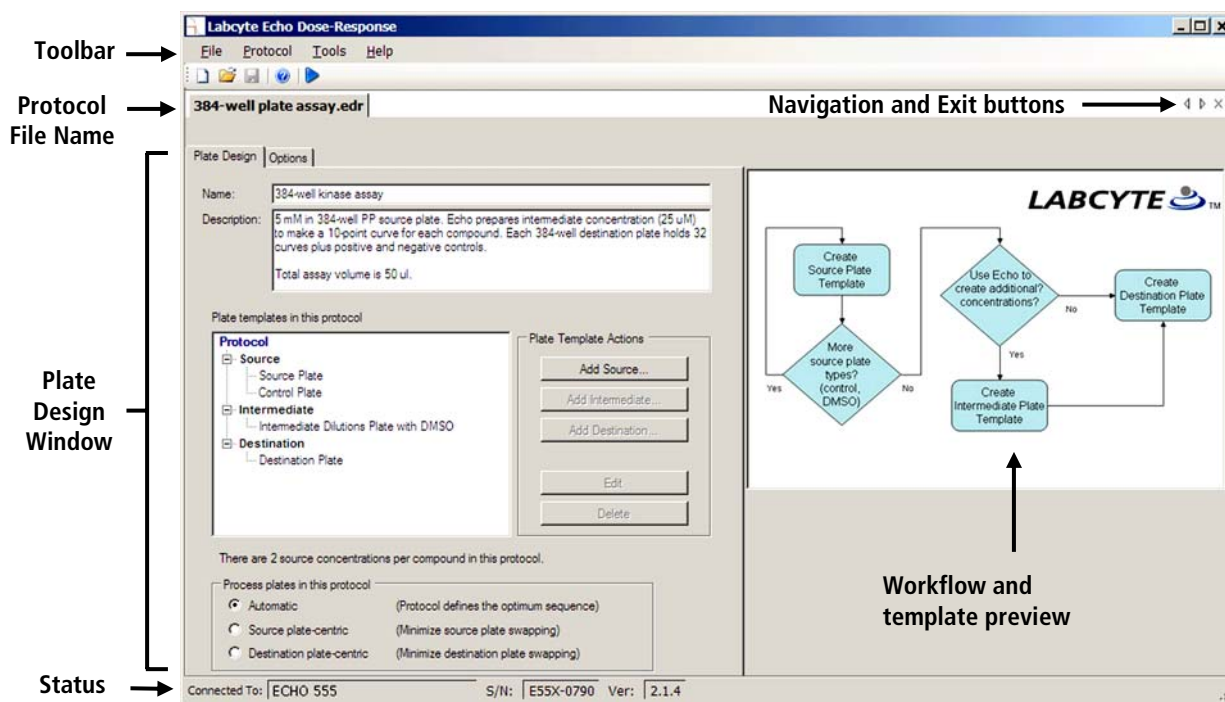 Labcyte Echo Dose-Response
Toolbar
File Protocol Tools Help
Protocol
File Name
384-well plate assay.edr
Navigation and Exit buttons
Plate Design Options
Name: 384-well kinase assay
Description: 5 mM in 384-well PP source plate. Echo prepares intermediate concentration (25 uM)
to make a 10-point curve for each compound. Each 384-well destination plate holds 32
curves plus positive and negative controls.
Total assay volume is 50 ul.
Plate templates in this protocol
Protocol
Source
Source Plate
Control Plate
Intermediate
Intermediate Dilutions Plate with DMSO
Destination
Destination Plate
Plate Template Actions
Add Source...
Add Intermediate...
Add Destination...
Edit
Delete
There are 2 source concentrations per compound in this protocol.
Process plates in this protocol
Automatic (Protocol defines the optimum sequence)
Source plate-centric (Minimize source plate swapping)
Destination plate-centric (Minimize destination plate swapping)
Plate
Design
Window
LABCYTE TM
Create
Source Plate
Template
More
source plate
types?
(control,
DMSO)
Yes
No
Use Echo to
create additional?
concentrations?
No
Yes
Create
Destination Plate
Template
Create
Intermediate Plate
Template
Workflow and
template preview
Status
Connected To: ECHO 555 S/N: E55X-0790 Ver: 2.1.4